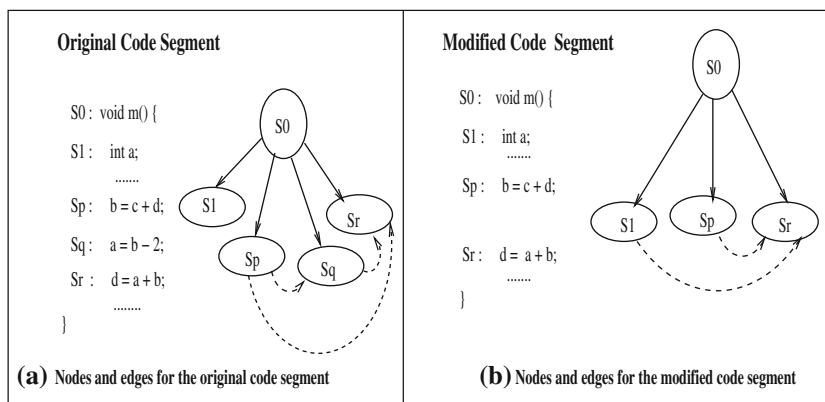 Original Code Segment
S0 : void m() {
S1 : int a;
.......
Sp : b = c + d;
Sq : a = b – 2;
Sr : d = a + b;
........
}
S0
S1
Sr
Sp
Sq
(a) Nodes and edges for the original code segment
Modified Code Segment
S0 : void m() {
S1 : int a;
.......
Sp : b = c + d;
Sr : d = a + b;
.......
}
S0
S1
Sp
Sr
(b) Nodes and edges for the modified code segment